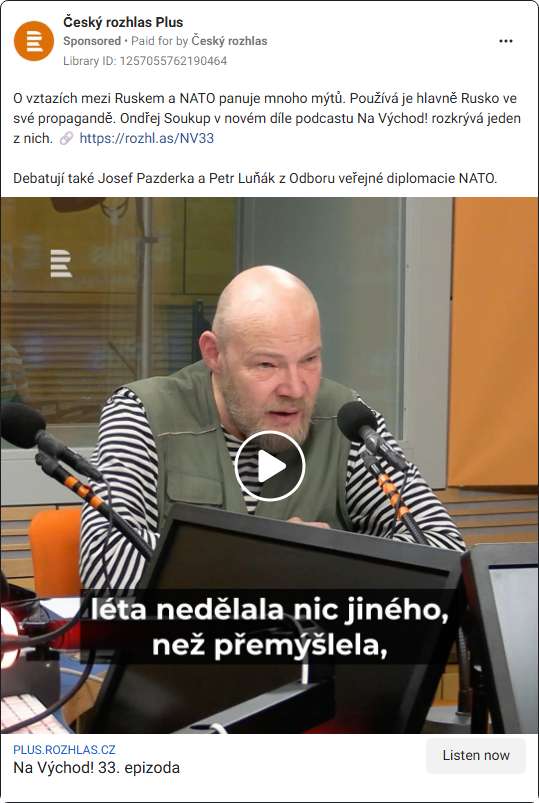 Český rozhlas Plus
Sponsored • Paid for by Český rozhlas
Library ID: 1257055762190464
O vztazích mezi Ruskem a NATO panuje mnoho mýtů. Používá je hlavně Rusko ve
své propagandě. Ondřej Soukup v novém díle podcastu Na Východ! rozkrývá jeden
z nich. 🔗 https://rozhl.as/NV33
Debatují také Josef Pazderka a Petr Luňák z Odboru veřejné diplomacie NATO.
léta nedělala nic jiného,
než přemýšlela,
PLUS.ROZHLAS.CZ
Na Východ! 33. epizoda
Listen now